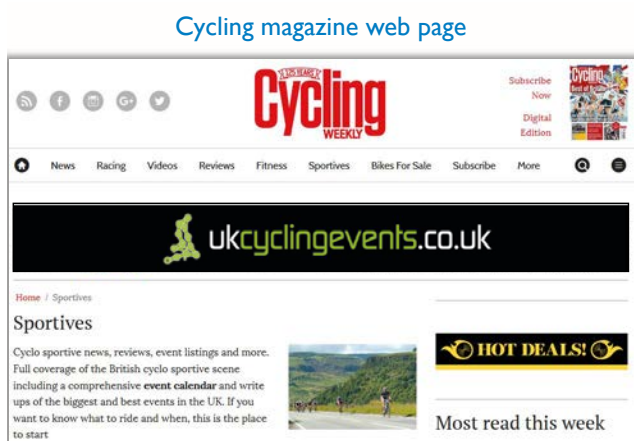 Cycling magazine web page
125 YEARS
Cycling
WEEKLY
Subscribe
Now
Digital
Edition
Cycling
Best of Britain
G+
News Racing Videos Reviews Fitness Sportives Bikes For Sale Subscribe More
ukcyclingevents.co.uk
Home / Sportives
Sportives
Cyclo sportive news, reviews, event listings and more.
Full coverage of the British cyclo sportive scene
including a comprehensive event calendar and write
ups of the biggest and best events in the UK. If you
want to know what to ride and when, this is the place
to start
HOT DEALS!
Most read this week